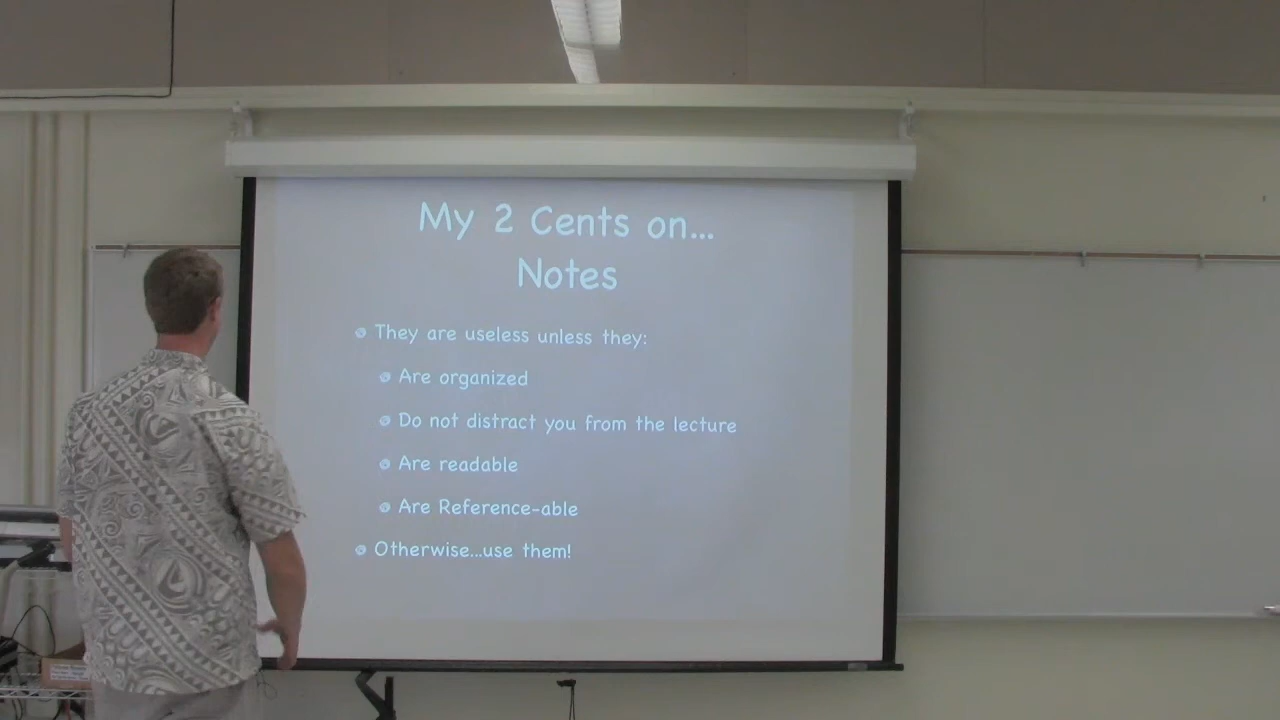 My 2 Cents on...
Notes
They are useless unless they:
Are organized
Do not distract you from the lecture
Are readable
Are Reference-able
Otherwise...use them!